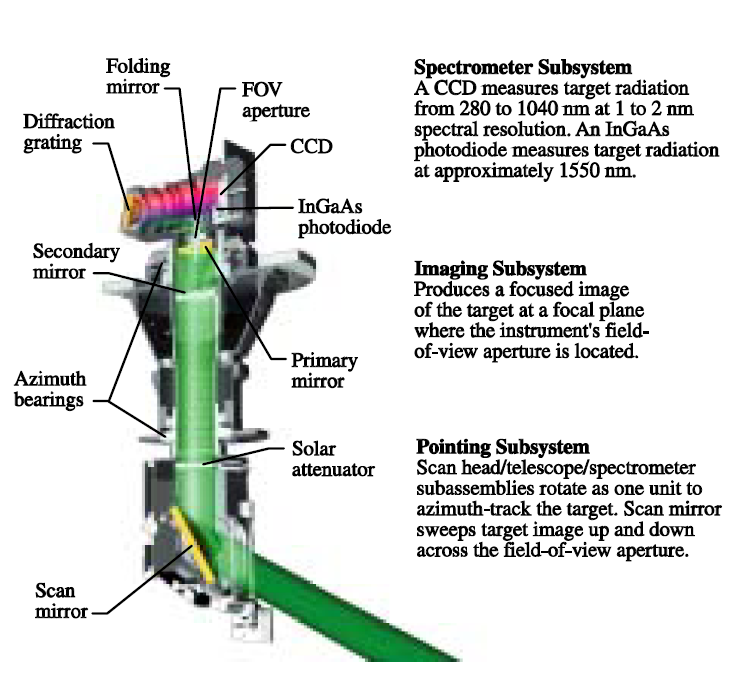 Folding
mirror
FOV
aperture
Diffraction
grating
CCD
InGaAs
photodiode
Secondary
mirror
Primary
mirror
Azimuth
bearings
Solar
attenuator
Scan
mirror
Spectrometer Subsystem
A CCD measures target radiation
from 280 to 1040 nm at 1 to 2 nm
spectral resolution. An InGaAs
photodiode measures target radiation
at approximately 1550 nm.
Imaging Subsystem
Produces a focused image
of the target at a focal plane
where the instrument's field-
of-view aperture is located.
Pointing Subsystem
Scan head/telescope/spectrometer
subassemblies rotate as one unit to
azimuth-track the target. Scan mirror
sweeps target image up and down
across the field-of-view aperture.